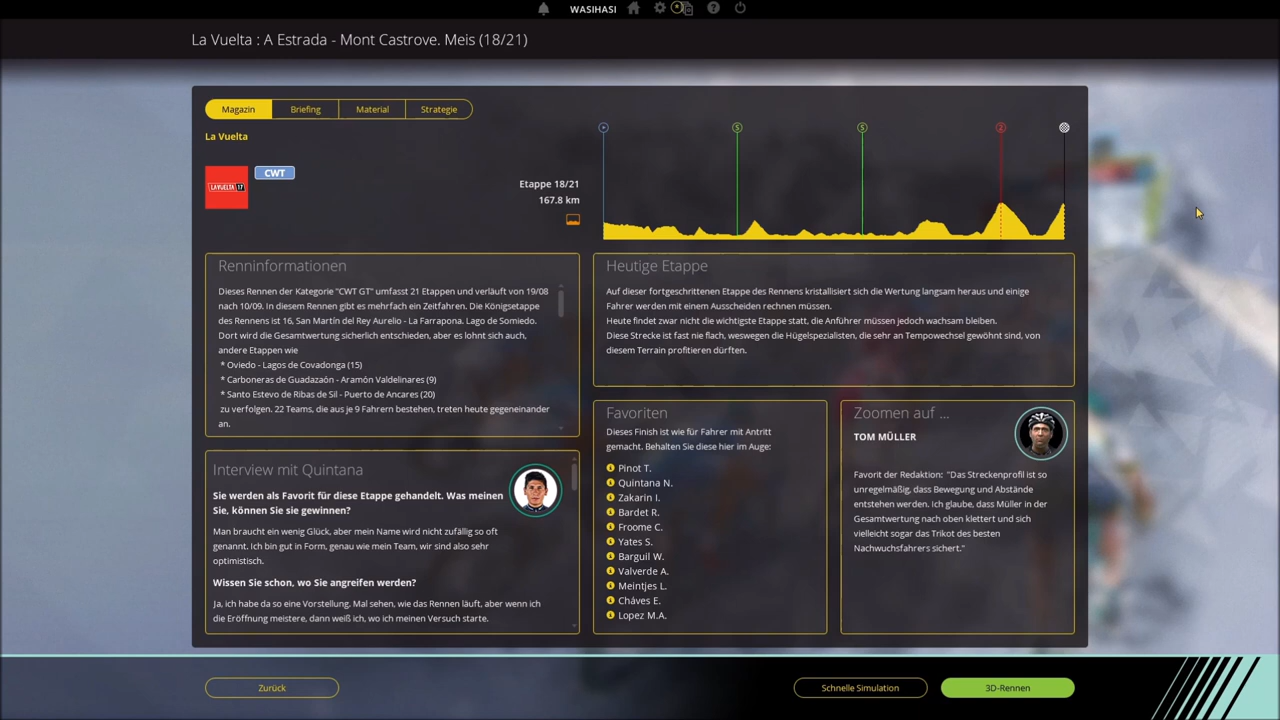 WASIHASI
La Vuelta : A Estrada - Mont Castrove. Meis (18/21)
Magazin
Briefing
Material
Strategie
La Vuelta
LA VUELTA 17
CWT
Etappe 18/21
167.8 km
S
S
2
Renninformationen
Dieses Rennen der Kategorie "CWT GT" umfasst 21 Etappen und verläuft von 19/08
nach 10/09. In diesem Rennen gibt es mehrfach ein Zeitfahren. Die Königsetappe
des Rennens ist 16, San Martín del Rey Aurelio - La Farrapona. Lago de Somiedo.
Dort wird die Gesamtwertung sicherlich entschieden, aber es lohnt sich auch,
andere Etappen wie
* Oviedo - Lagos de Covadonga (15)
* Carboneras de Guadazaón - Aramón Valdelinares (9)
* Santo Estevo de Ribas de Sil - Puerto de Ancares (20)
zu verfolgen. 22 Teams, die aus je 9 Fahrern bestehen, treten heute gegeneinander
an.
Heutige Etappe
Auf dieser fortgeschrittenen Etappe des Rennens kristallisiert sich die Wertung langsam heraus und einige
Fahrer werden mit einem Ausscheiden rechnen müssen.
Heute findet zwar nicht die wichtigste Etappe statt, die Anführer müssen jedoch wachsam bleiben.
Diese Strecke ist fast nie flach, weswegen die Hügelspezialisten, die sehr an Tempowechsel gewöhnt sind, von
diesem Terrain profitieren dürften.
Interview mit Quintana
Sie werden als Favorit für diese Etappe gehandelt. Was meinen
Sie, können Sie sie gewinnen?
Man braucht ein wenig Glück, aber mein Name wird nicht zufällig so oft
genannt. Ich bin gut in Form, genau wie mein Team, wir sind also sehr
optimistisch.
Wissen Sie schon, wo Sie angreifen werden?
Ja, ich habe da so eine Vorstellung. Mal sehen, wie das Rennen läuft, aber wenn ich
die Eröffnung meistere, dann weiß ich, wo ich meinen Versuch starte.
Favoriten
Dieses Finish ist wie für Fahrer mit Antritt
gemacht. Behalten Sie diese hier im Auge:
Pinot T.
Quintana N.
Zakarin I.
Bardet R.
Froome C.
Yates S.
Barguil W.
Valverde A.
Meintjes L.
Cháves E.
Lopez M.A.
Zoomen auf ...
TOM MÜLLER
Favorit der Redaktion: "Das Streckenprofil ist so
unregelmäßig, dass Bewegung und Abstände
entstehen werden. Ich glaube, dass Müller in der
Gesamtwertung nach oben klettert und sich
vielleicht sogar das Trikot des besten
Nachwuchsfahrers sichert."
Zurück
Schnelle Simulation
3D-Rennen